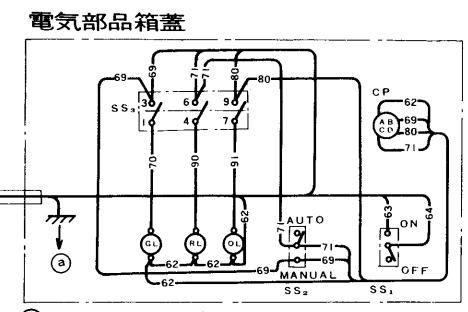 電気部品箱蓋
69
69
71
71
80
80
CP
62
AB
CD
69
80
71
3
6
9
SS₃
1
4
7
70
90
91
62
AUTO
71
63
ON
64
GL
RL
OL
71
69
62
62
69
MANUAL
OFF
a
62
SS₂
SS₁